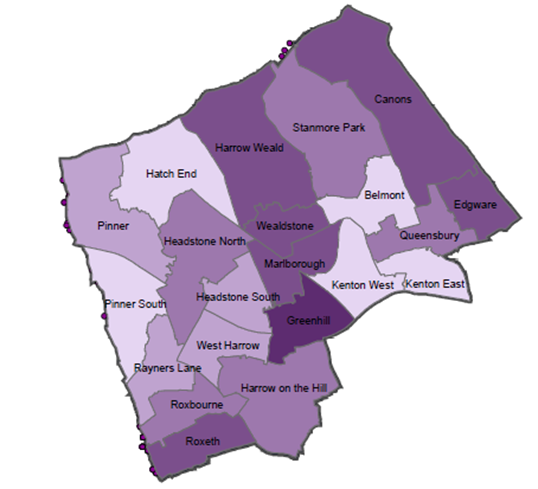 Canons
Stanmore Park
Harrow Weald
Hatch End
Belmont
Edgware
Pinner
Wealdstone
Queensbury
Headstone North
Marlborough
Kenton West
Kenton East
Headstone South
Pinner South
Greenhill
West Harrow
Rayners Lane
Harrow on the Hill
Roxbourne
Roxeth